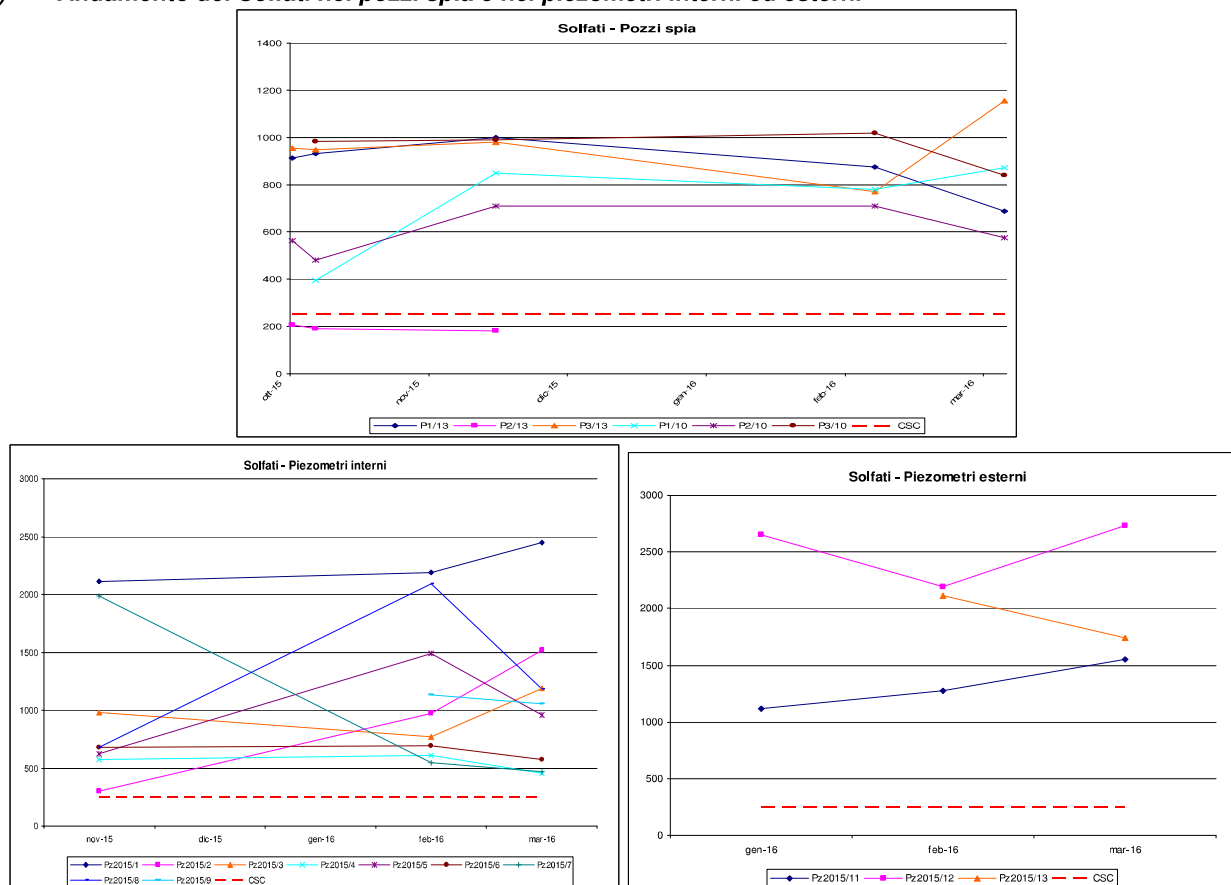 Andamento dei Solfati nei pozzi spia e nei piezometri interni ed esterni
Solfati - Pozzi spia
1400
1200
1000
800
600
400
200
0
ott-15
nov-15
dic-15
gen-16
feb-16
mar-16
P1/13 P2/13 P3/13 P1/10 P2/10 P3/10 CSC
Solfati - Piezometri interni
3000
2500
2000
1500
1000
500
0
nov-15 dic-15 gen-16 feb-16 mar-16
Pz2015/1 Pz2015/2 Pz2015/3 Pz2015/4 Pz2015/5 Pz2015/6 Pz2015/7
Pz2015/8 Pz2015/9 CSC
Solfati - Piezometri esterni
3000
2500
2000
1500
1000
500
0
gen-16 feb-16 mar-16
Pz2015/11 Pz2015/12 Pz2015/13 CSC